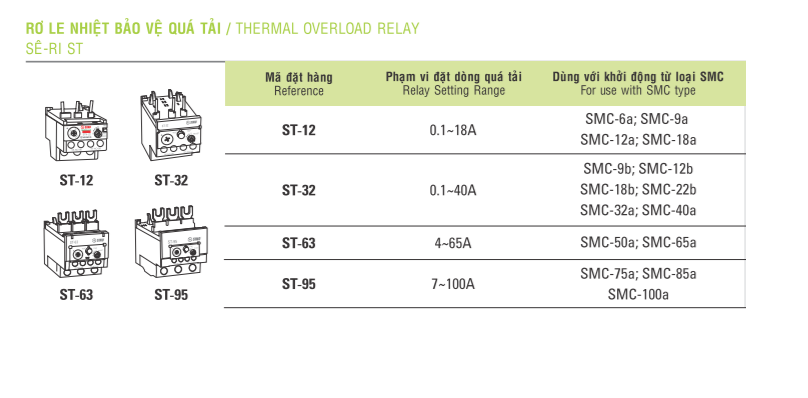 RƠ LE NHIỆT BẢO VỆ QUÁ TẢI / THERMAL OVERLOAD RELAY
SÊ-RI ST
Mã đặt hàng
Reference
Phạm vi đặt dòng quá tải
Relay Setting Range
Dùng với khởi động từ loại SMC
For use with SMC type
ST-12
0.1~18A
SMC-6a; SMC-9a
SMC-12a; SMC-18a
ST-32
0.1~40A
SMC-9b; SMC-12b
SMC-18b; SMC-22b
SMC-32a; SMC-40a
ST-63
4~65A
SMC-50a; SMC-65a
ST-95
7~100A
SMC-75a; SMC-85a
SMC-100a
ST-12
ST-32
ST-63
ST-95